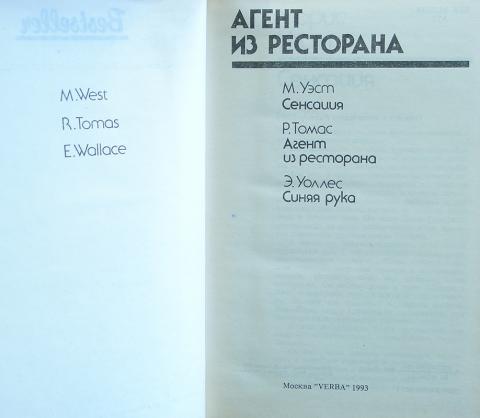 Bestseller
M.West
R.Tomas
E.Wallace
АГЕНТ
ИЗ РЕСТОРАНА
М.Уэст
Сенсация
Р.Томас
Агент
из ресторана
Э.Уоллес
Синяя рука
Москва "VERBA" 1993